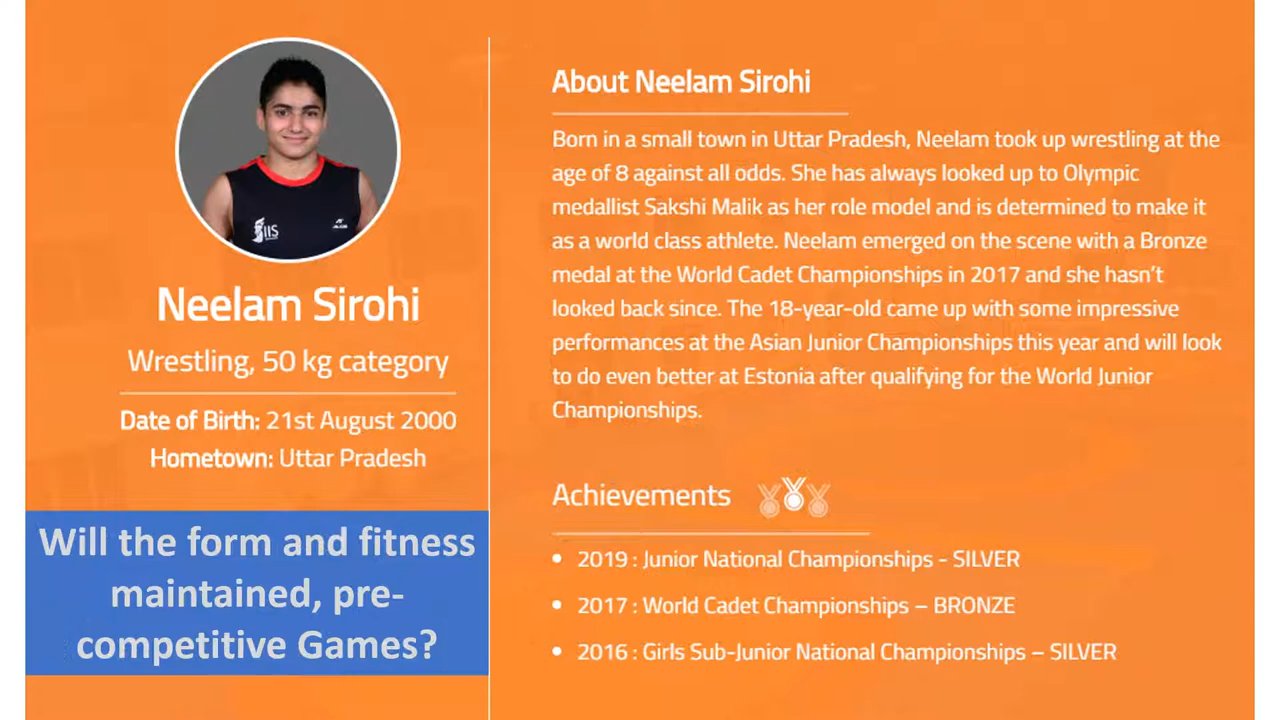 IIS
Neelam Sirohi
Wrestling, 50 kg category
Date of Birth: 21st August 2000
Hometown: Uttar Pradesh
Will the form and fitness
maintained, pre-
competitive Games?
About Neelam Sirohi
Born in a small town in Uttar Pradesh, Neelam took up wrestling at the
age of 8 against all odds. She has always looked up to Olympic
medallist Sakshi Malik as her role model and is determined to make it
as a world class athlete. Neelam emerged on the scene with a Bronze
medal at the World Cadet Championships in 2017 and she hasn't
looked back since. The 18-year-old came up with some impressive
performances at the Asian Junior Championships this year and will look
to do even better at Estonia after qualifying for the World Junior
Championships.
Achievements
• 2019 : Junior National Championships - SILVER
• 2017 : World Cadet Championships – BRONZE
• 2016 : Girls Sub-Junior National Championships – SILVER